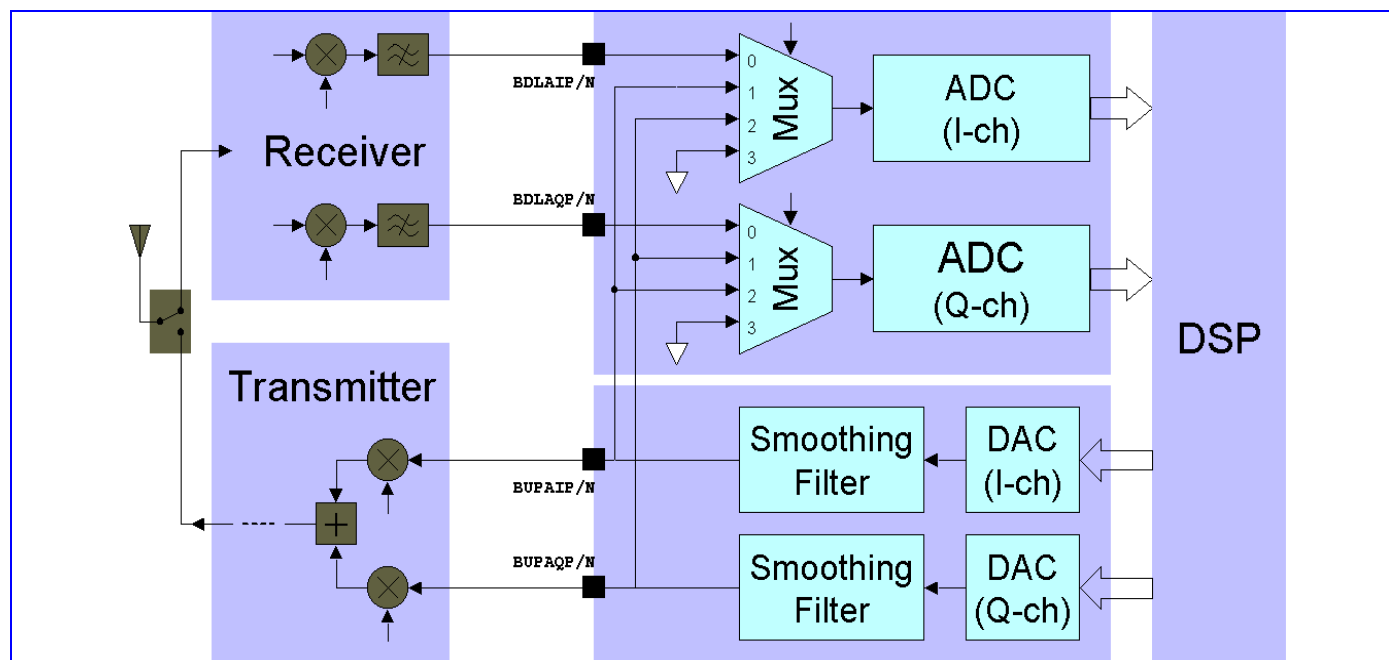 BDLAIP/N
0
1
2
3
Mux
ADC
(I-ch)
Receiver
BDLAQP/N
0
1
2
3
Mux
ADC
(Q-ch)
DSP
Transmitter
BUPAIP/N
Smoothing
Filter
DAC
(I-ch)
+
BUPAQP/N
Smoothing
Filter
DAC
(Q-ch)